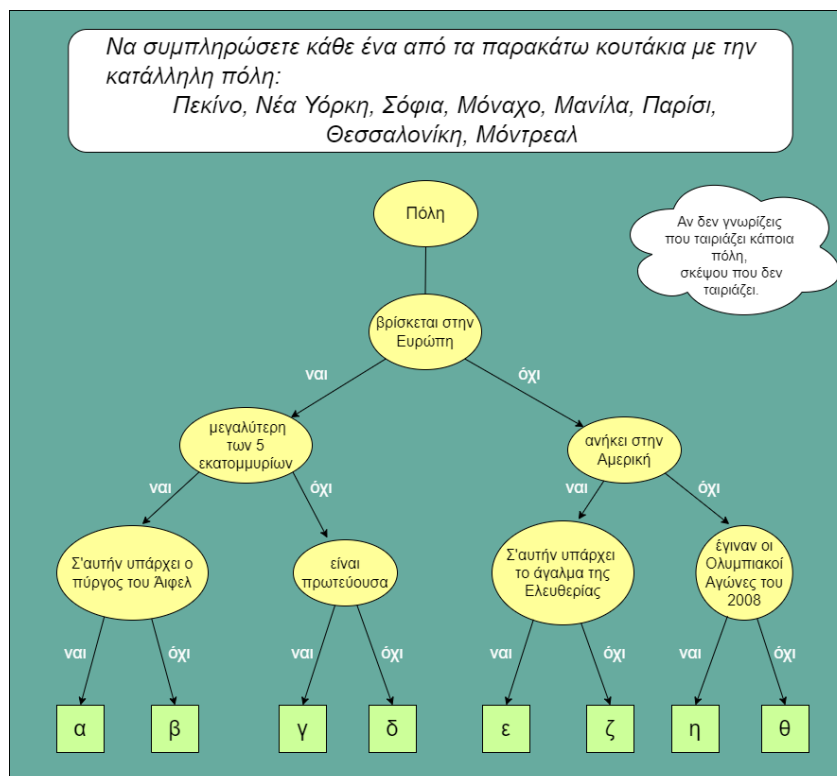 Να συμπληρώσετε κάθε ένα από τα παρακάτω κουτάκια με την
κατάλληλη πόλη:
Πεκίνο, Νέα Υόρκη, Σόφια, Μόναχο, Μανίλα, Παρίσι,
Θεσσαλονίκη, Μόντρεαλ
Πόλη
Αν δεν γνωρίζεις
που ταιριάζει κάποια
πόλη,
σκέψου που δεν
ταιριάζει.
βρίσκεται στην
Ευρώπη
ναι
όχι
μεγαλύτερη
των 5
εκατομμυρίων
ανήκει στην
Αμερική
ναι
όχι
ναι
όχι
Σ'αυτήν υπάρχει ο
πύργος του Άιφελ
είναι
πρωτεύουσα
Σ'αυτήν υπάρχει
το άγαλμα της
Ελευθερίας
έγιναν οι
Ολυμπιακοί
Αγώνες του
2008
ναι
όχι
ναι
όχι
ναι
όχι
ναι
όχι
α
β
γ
δ
ε
ζ
η
θ